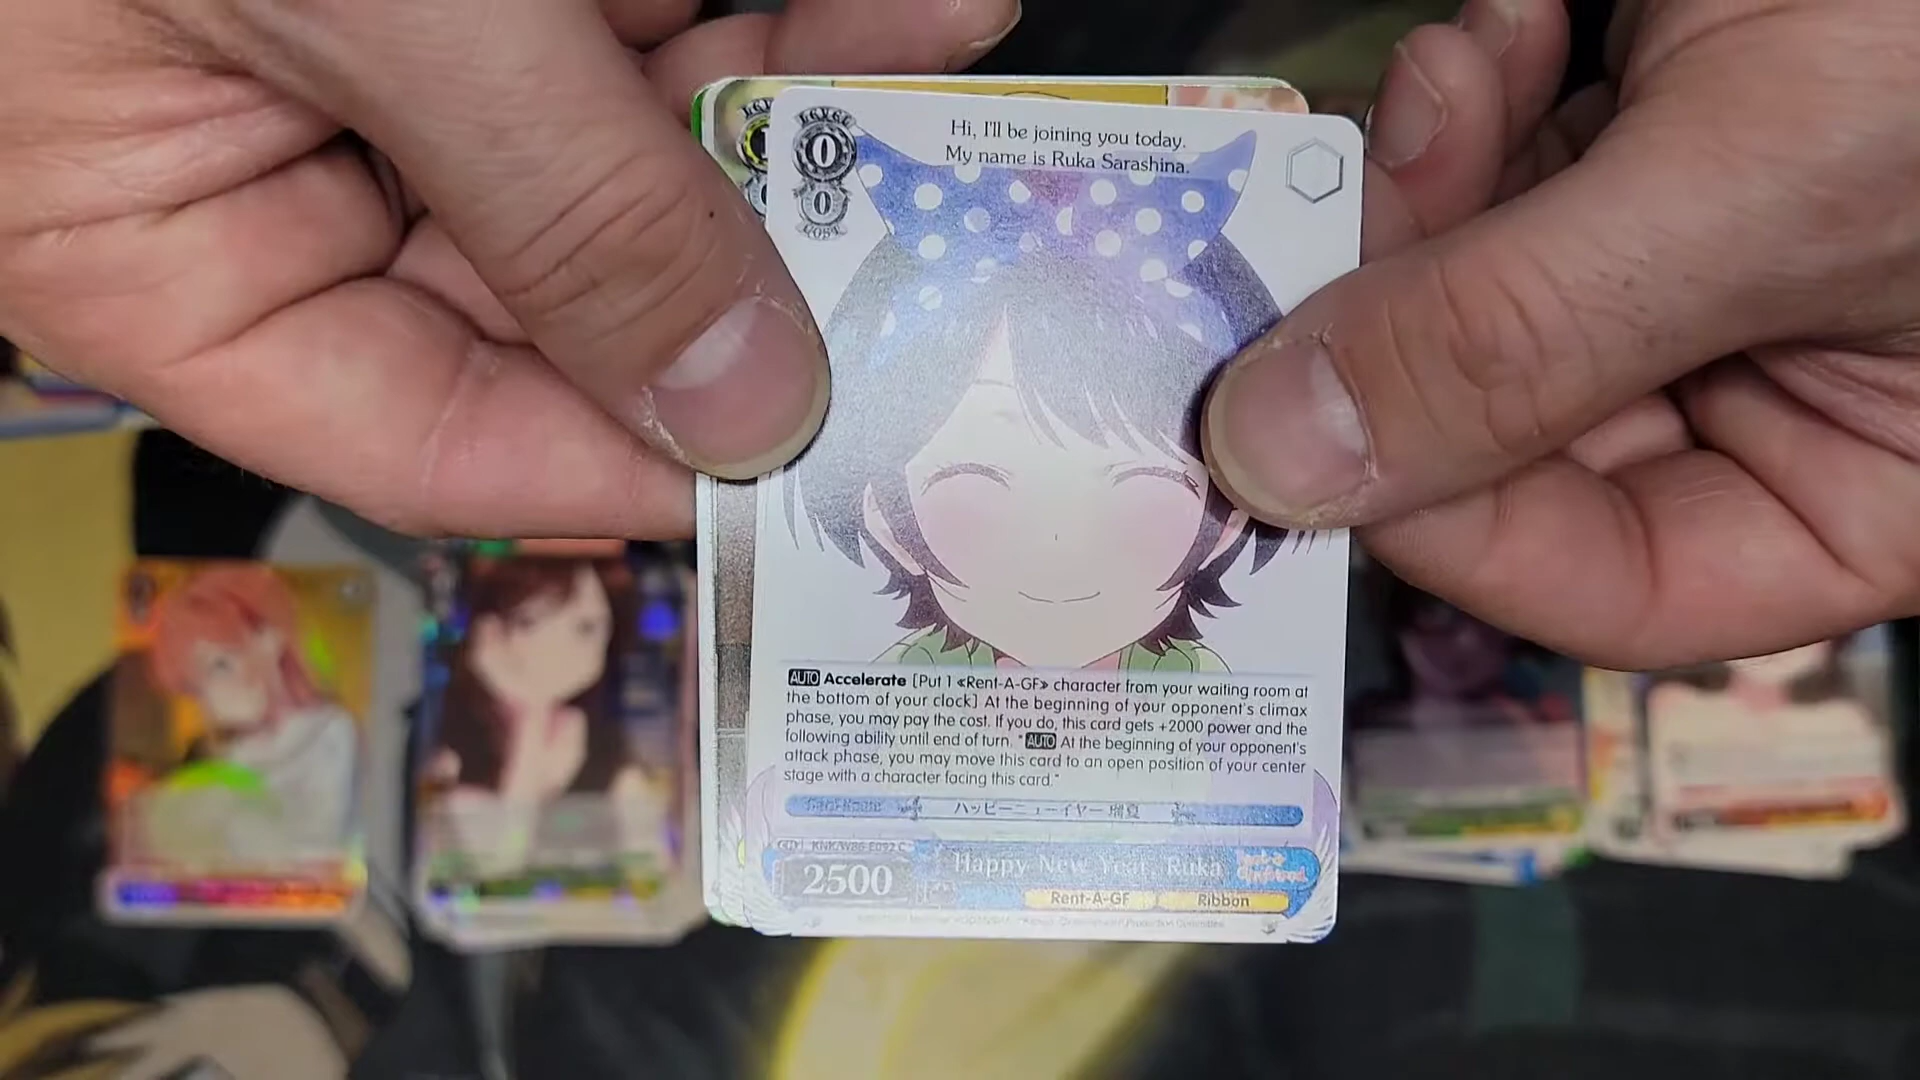 LEVEL
0
0
COST
Hi, I'll be joining you today.
My name is Ruka Sarashina.
AUTO Accelerate [Put 1 «Rent-A-GF» character from your waiting room at
the bottom of your clock] At the beginning of your opponent's climax
phase, you may pay the cost. If you do, this card gets +2000 power and the
following ability until end of turn. "AUTO At the beginning of your opponent's
attack phase, you may move this card to an open position of your center
stage with a character facing this card."
ハッピーニューイヤー 瑠夏
KNK/W86-E092 C
2500
Happy New Year, Ruka
Rent-A-GF
Ribbon